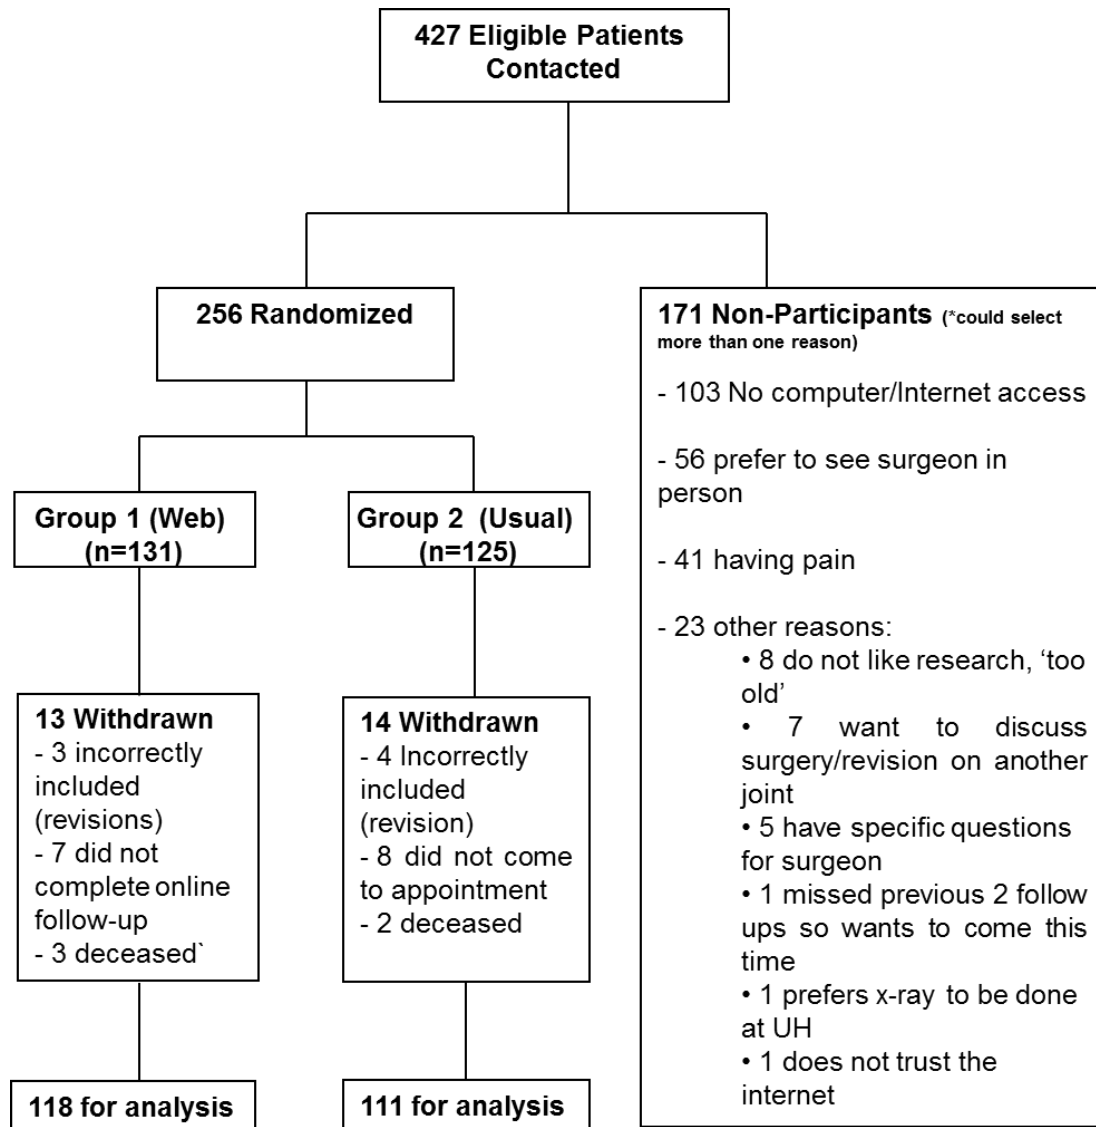 427 Eligible Patients
Contacted
256 Randomized
171 Non-Participants (*could select
more than one reason)
- 103 No computer/Internet access
- 56 prefer to see surgeon in
person
- 41 having pain
- 23 other reasons:
• 8 do not like research, ‘too
old’
• 7 want to discuss
surgery/revision on another
joint
• 5 have specific questions
for surgeon
• 1 missed previous 2 follow
ups so wants to come this
time
• 1 prefers x-ray to be done
at UH
• 1 does not trust the
internet
Group 1 (Web)
(n=131)
Group 2 (Usual)
(n=125)
13 Withdrawn
- 3 incorrectly
included
(revisions)
- 7 did not
complete online
follow-up
- 3 deceased`
14 Withdrawn
- 4 Incorrectly
included
(revision)
- 8 did not come
to appointment
- 2 deceased
118 for analysis
111 for analysis